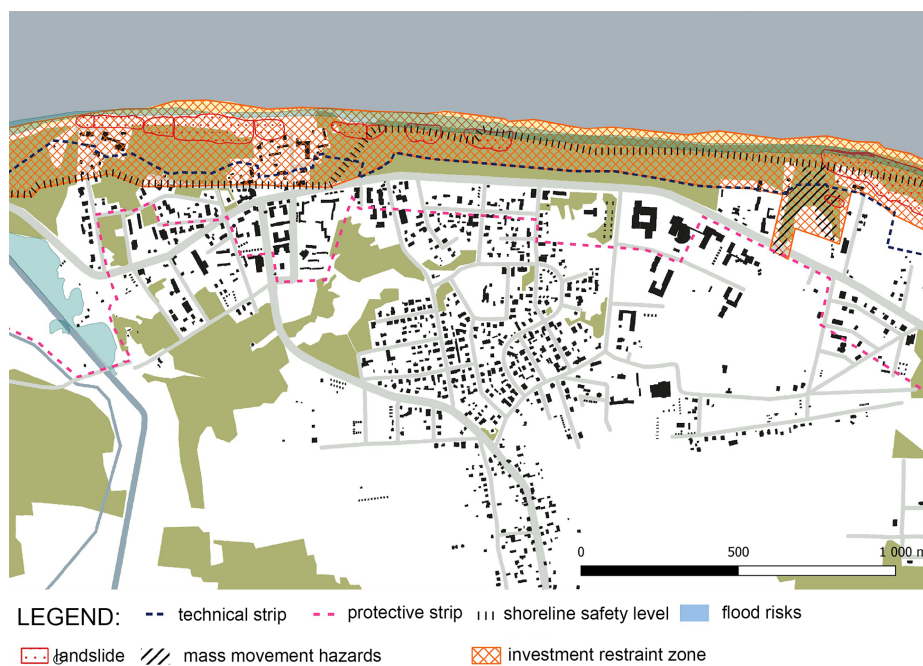 0 500 1 000 m
LEGEND: technical strip protective strip shoreline safety level flood risks
landslide mass movement hazards investment restraint zone